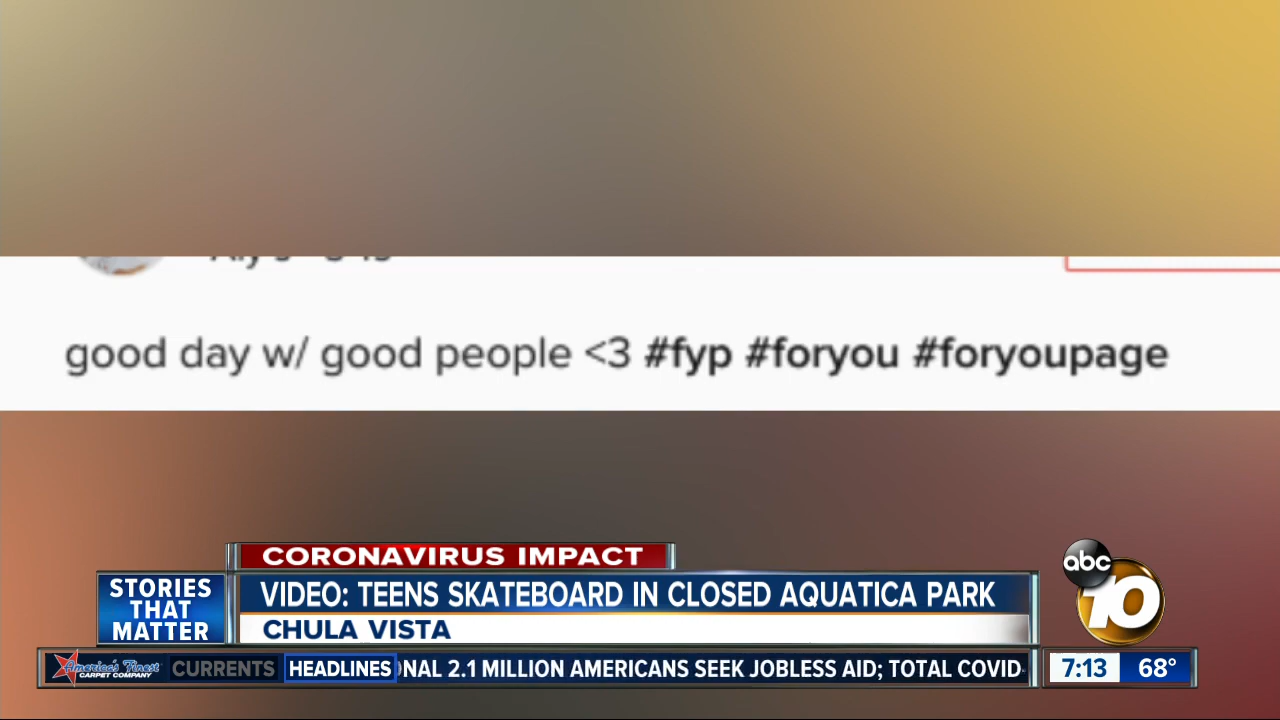 good day w/ good people <3 #fyp #foryou #foryoupage
CORONAVIRUS IMPACT
STORIES THAT MATTER
VIDEO: TEENS SKATEBOARD IN CLOSED AQUATICA PARK
CHULA VISTA
abc 10
America's Finest
CARPET COMPANY
CURRENTS
HEADLINES
NAL 2.1 MILLION AMERICANS SEEK JOBLESS AID; TOTAL COVID-
7:13
68°